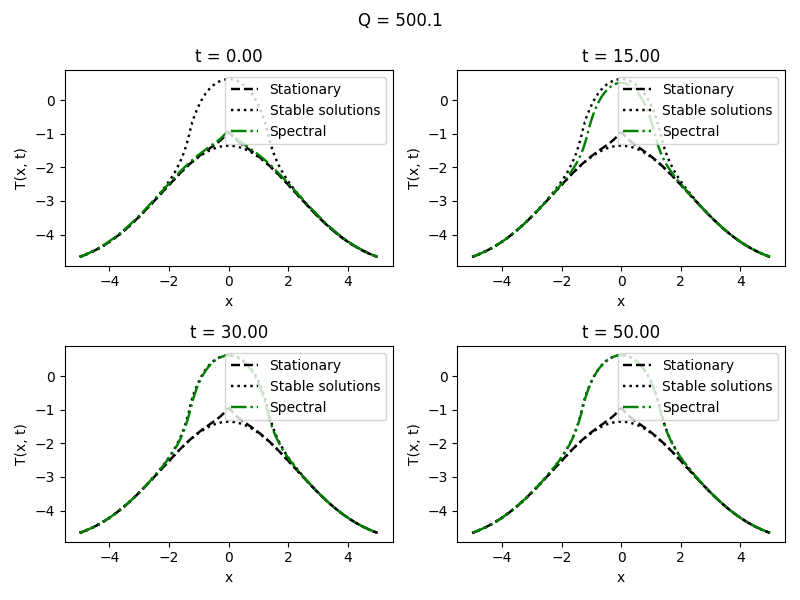 Q = 500.1
t = 0.00
T(x, t)
0
−1
−2
−3
−4
−4
−2
0
2
4
x
Stationary
Stable solutions
Spectral
t = 15.00
T(x, t)
0
−1
−2
−3
−4
−4
−2
0
2
4
x
Stationary
Stable solutions
Spectral
t = 30.00
T(x, t)
0
−1
−2
−3
−4
−4
−2
0
2
4
x
Stationary
Stable solutions
Spectral
t = 50.00
T(x, t)
0
−1
−2
−3
−4
−4
−2
0
2
4
x
Stationary
Stable solutions
Spectral